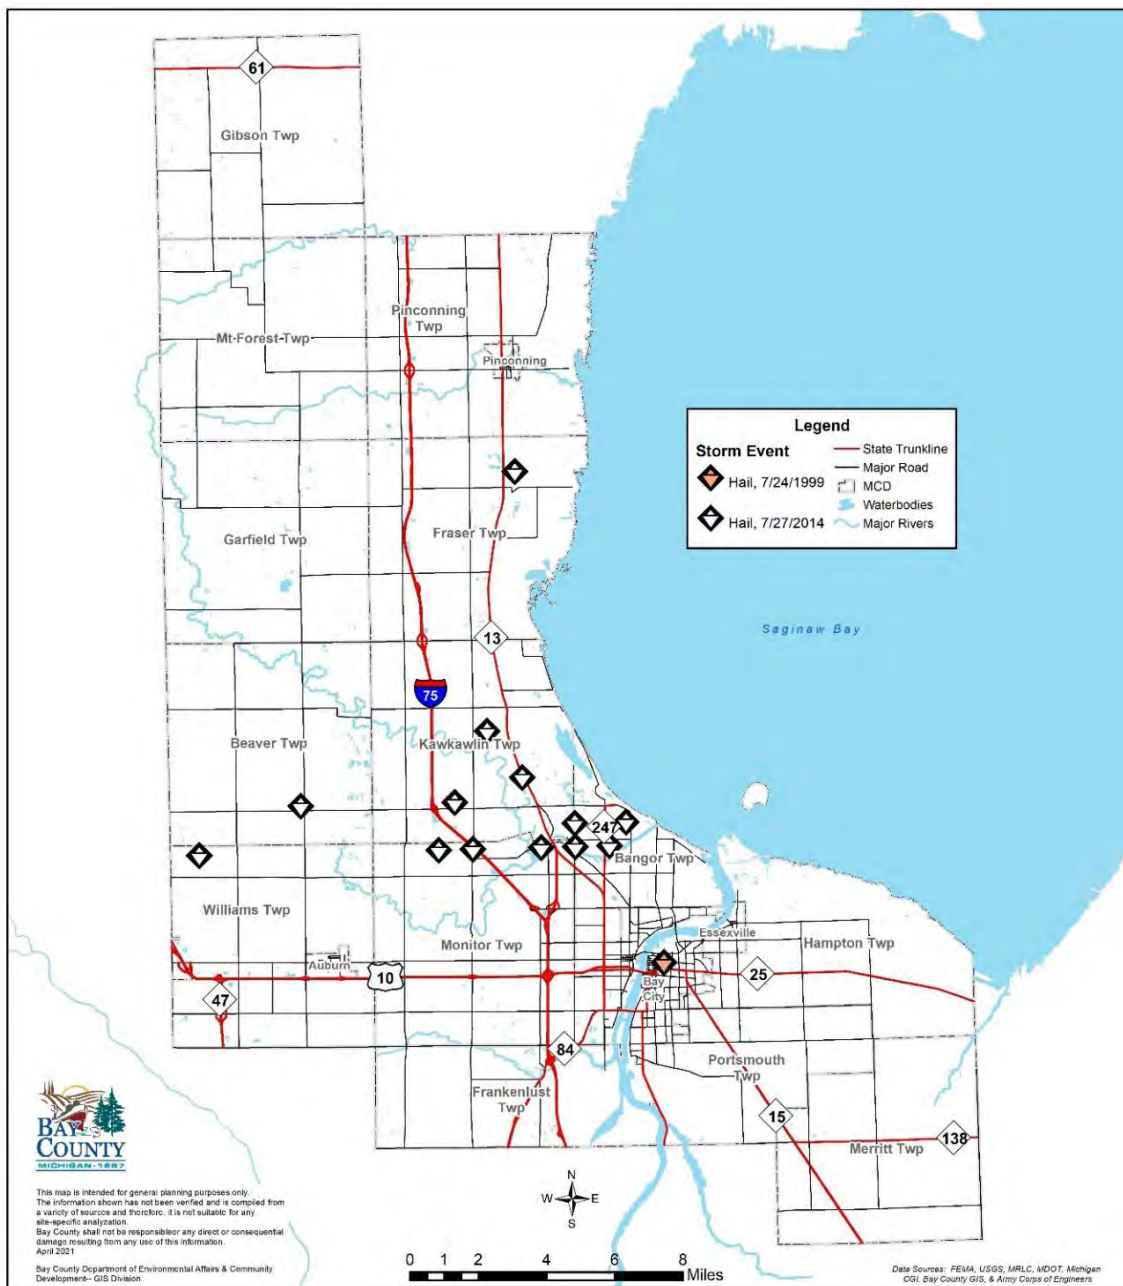 61
Gibson Twp
Pinconning
Twp
Mt Forest Twp
Pinconning
Legend
Storm Event
Hail, 7/24/1999
Hail, 7/27/2014
State Trunkline
Major Road
MCD
Waterbodies
Major Rivers
Garfield Twp
Fraser Twp
13
Saginaw Bay
75
Beaver Twp
Kawkawlin Twp
247
Bangor Twp
Williams Twp
Monitor Twp
Essexville
Hampton Twp
Auburn
10
25
Bay
City
47
84
Portsmouth
Twp
Frankenlust
Twp
15
138
Merritt Twp
BAY
COUNTY
MICHIGAN-1857
This map is intended for general planning purposes only.
The information shown has not been verified and is compiled from
a variety of sources and therefore, it is not suitable for any
site-specific analyzation.
Bay County shall not be responsibleor any direct or consequential
damage resulting from any use of this information.
April 2021
Bay County Department of Environmental Affairs & Community
Development-- GIS Division
N
W E
S
0 1 2 4 6 8
Miles
Data Sources: FEMA, USGS, MRLC, MDOT, Michigan
CGI, Bay County GIS, & Army Corps of Engineers